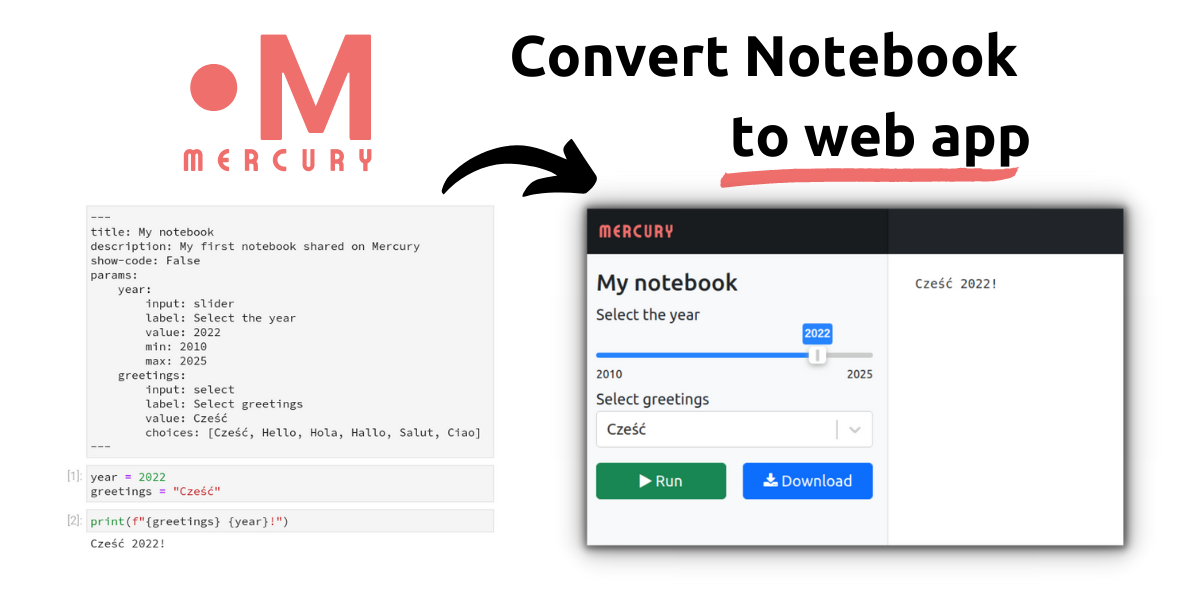 M
MERCURY
Convert Notebook
to web app
---
title: My notebook
description: My first notebook shared on Mercury
show-code: False
params:
    year:
        input: slider
        label: Select the year
        value: 2022
        min: 2010
        max: 2025
    greetings:
        input: select
        label: Select greetings
        value: Cześć
        choices: [Cześć, Hello, Hola, Hallo, Salut, Ciao]
---
[1]: year = 2022
greetings = "Cześć"
[2]: print(f"{greetings} {year}!")
Cześć 2022!
MERCURY
My notebook
Select the year
2022
2010 2025
Select greetings
Cześć
Run Download
Cześć 2022!